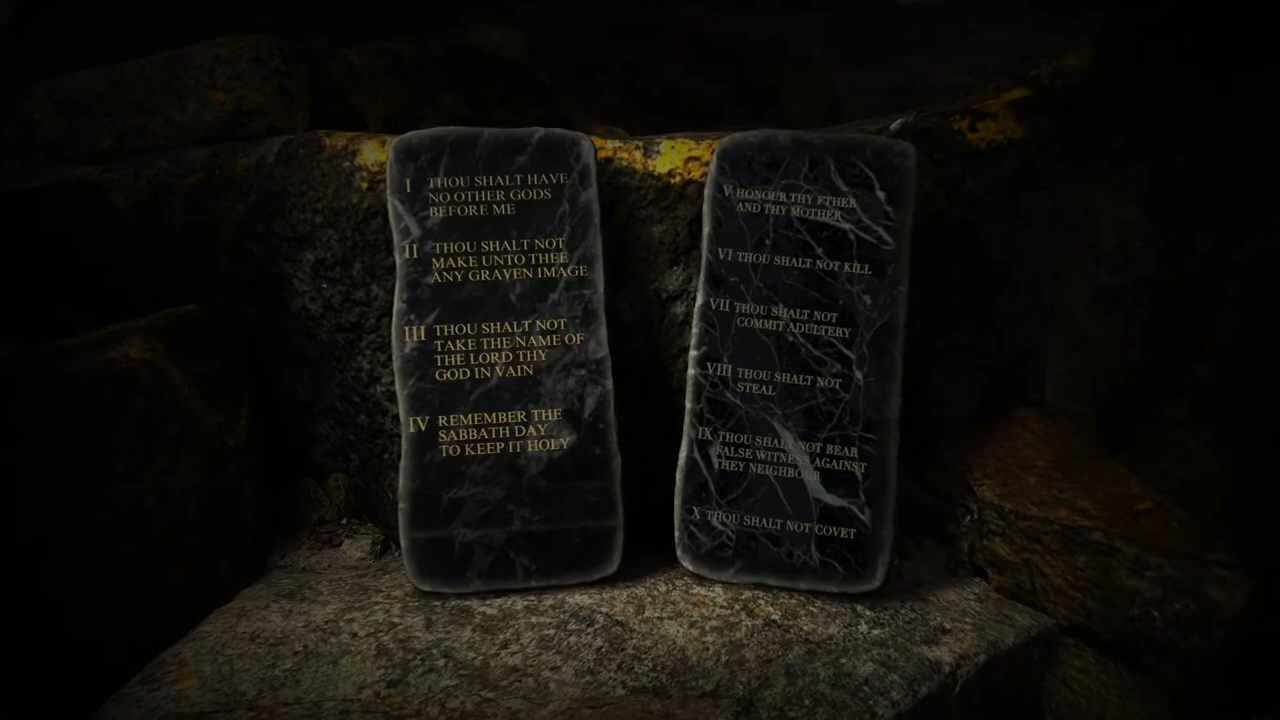 I THOU SHALT HAVE
NO OTHER GODS
BEFORE ME
II THOU SHALT NOT
MAKE UNTO THEE
ANY GRAVEN IMAGE
III THOU SHALT NOT
TAKE THE NAME OF
THE LORD THY
GOD IN VAIN
IV REMEMBER THE
SABBATH DAY.
TO KEEP IT HOLY
V HONOUR THY FTHER
AND THY MOTHER
VI THOU SHALT NOT KILL
VII THOU SHALT NOT
COMMIT ADULTERY
VIII THOU SHALT NOT
STEAL
IX THOU SHALT NOT BEAR
FALSE WITNESS AGAINST
THEY NEIGHBOUR
X THOU SHALT NOT COVET